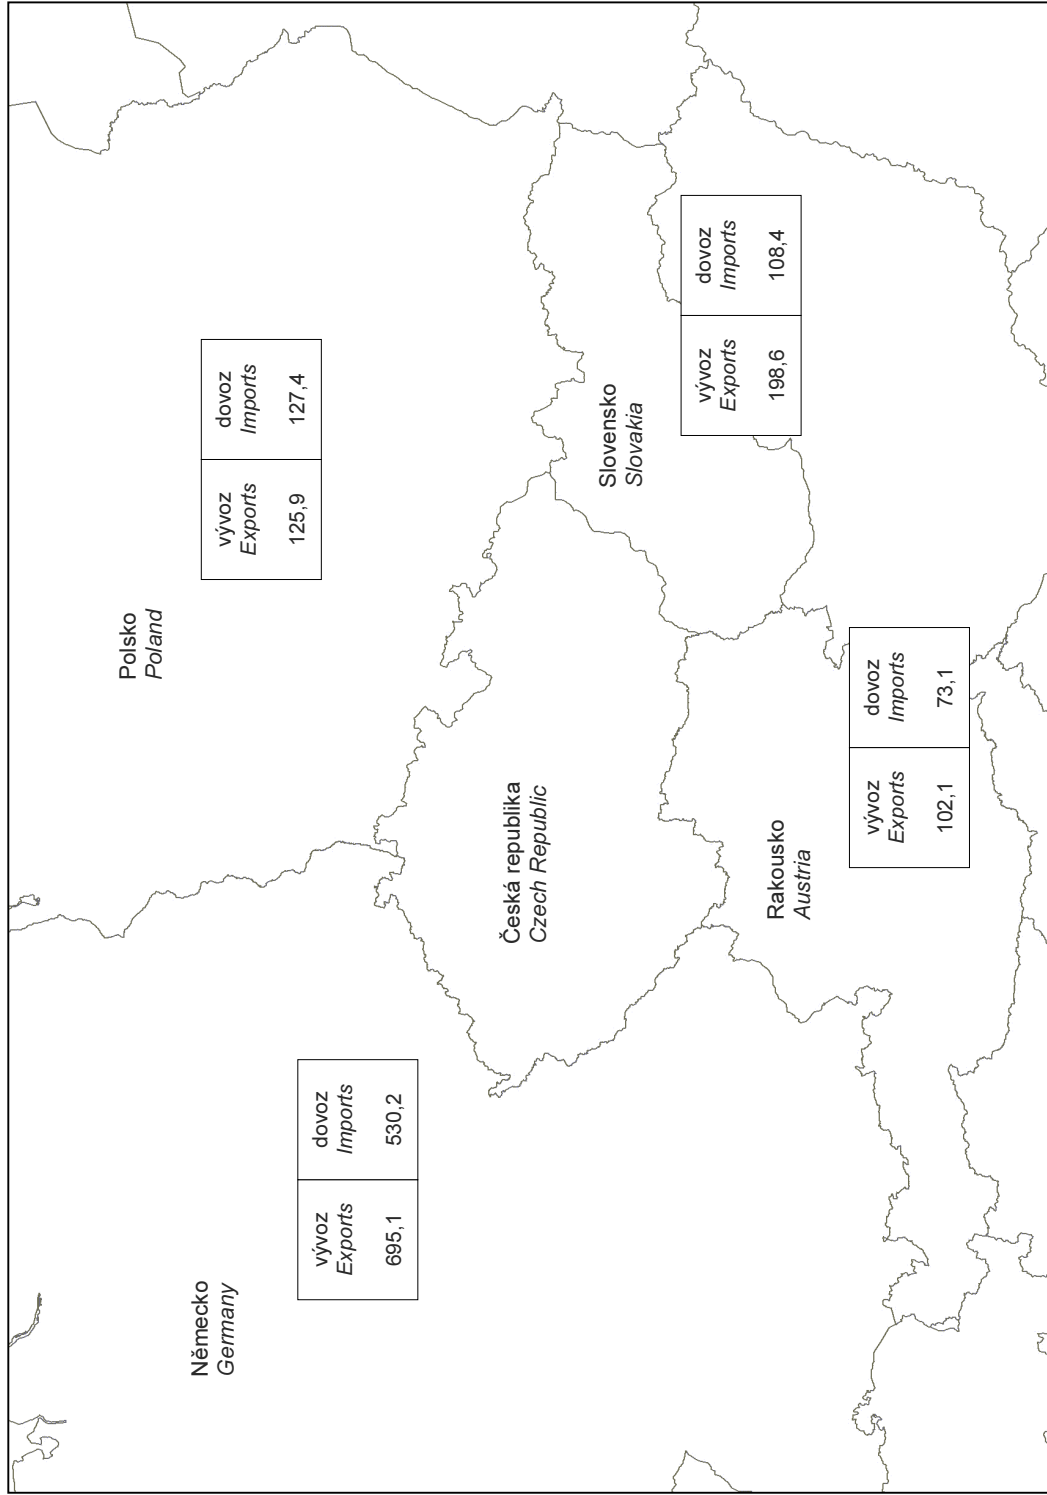 Polsko
Poland
vývoz
Exports
125,9
dovoz
Imports
127,4
Německo
Germany
vývoz
Exports
695,1
dovoz
Imports
530,2
Česká republika
Czech Republic
Slovensko
Slovakia
vývoz
Exports
198,6
dovoz
Imports
108,4
Rakousko
Austria
vývoz
Exports
102,1
dovoz
Imports
73,1